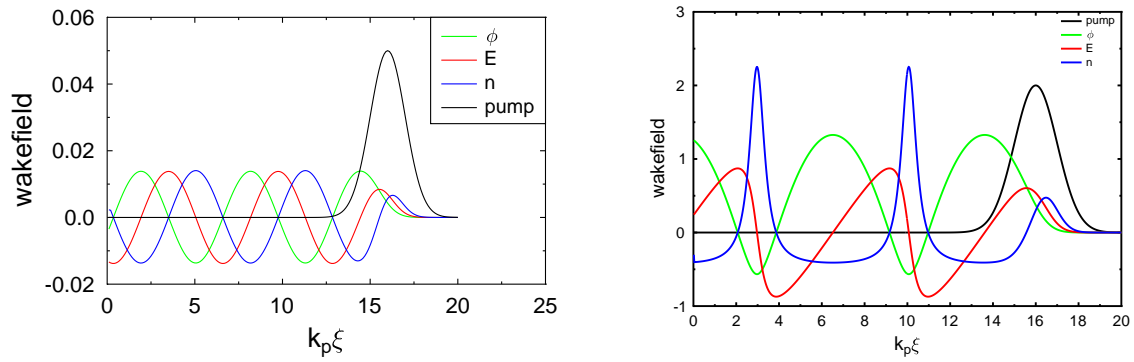 0.06
0.04
0.02
0.0
-0.02
0 5 10 15 20 25
wakefield
kpξ
ϕ
E
n
pump
3
2
1
0
-1
0 2 4 6 8 10 12 14 16 18 20
wakefield
kpξ
pump
ϕ
E
n